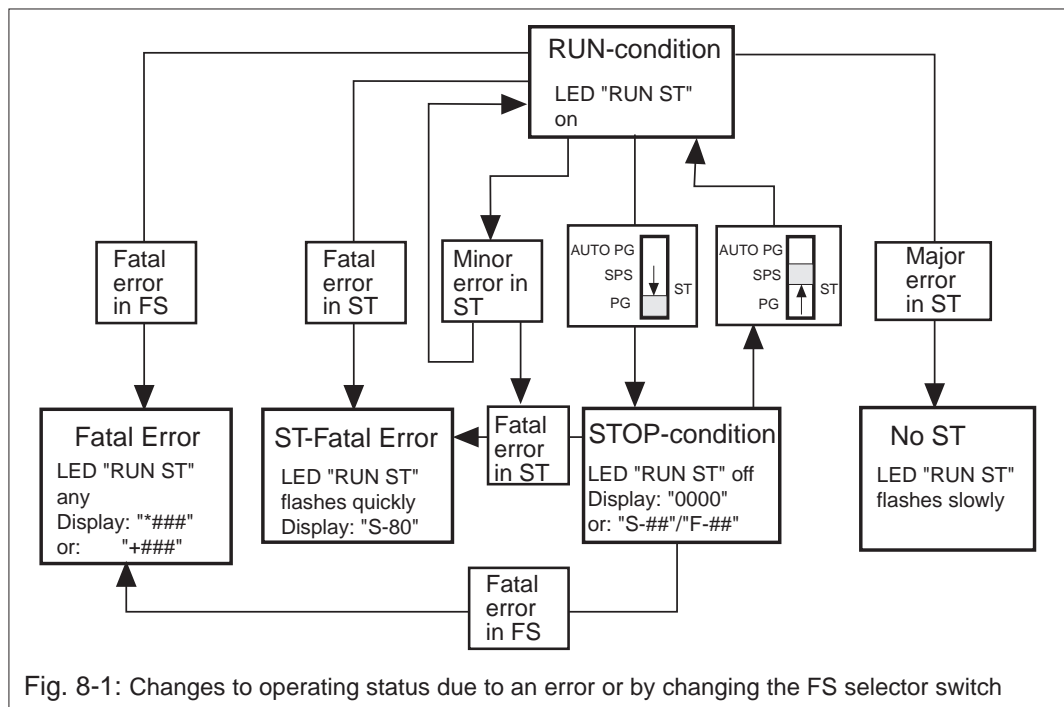 RUN-condition
LED "RUN ST"
on
Fatal
error
in FS
Fatal
error
in ST
Minor
error in
ST
AUTO PG
SPS
ST
PG
AUTO PG
SPS
ST
PG
Major
error
in ST
Fatal Error
LED "RUN ST"
any
Display: "*###"
or: "+###"
ST-Fatal Error
LED "RUN ST"
flashes quickly
Display: "S-80"
Fatal
error
in ST
STOP-condition
LED "RUN ST" off
Display: "0000"
or: "S-##"/"F-##"
No ST
LED "RUN ST"
flashes slowly
Fatal
error
in FS
Fig. 8-1: Changes to operating status due to an error or by changing the FS selector switch